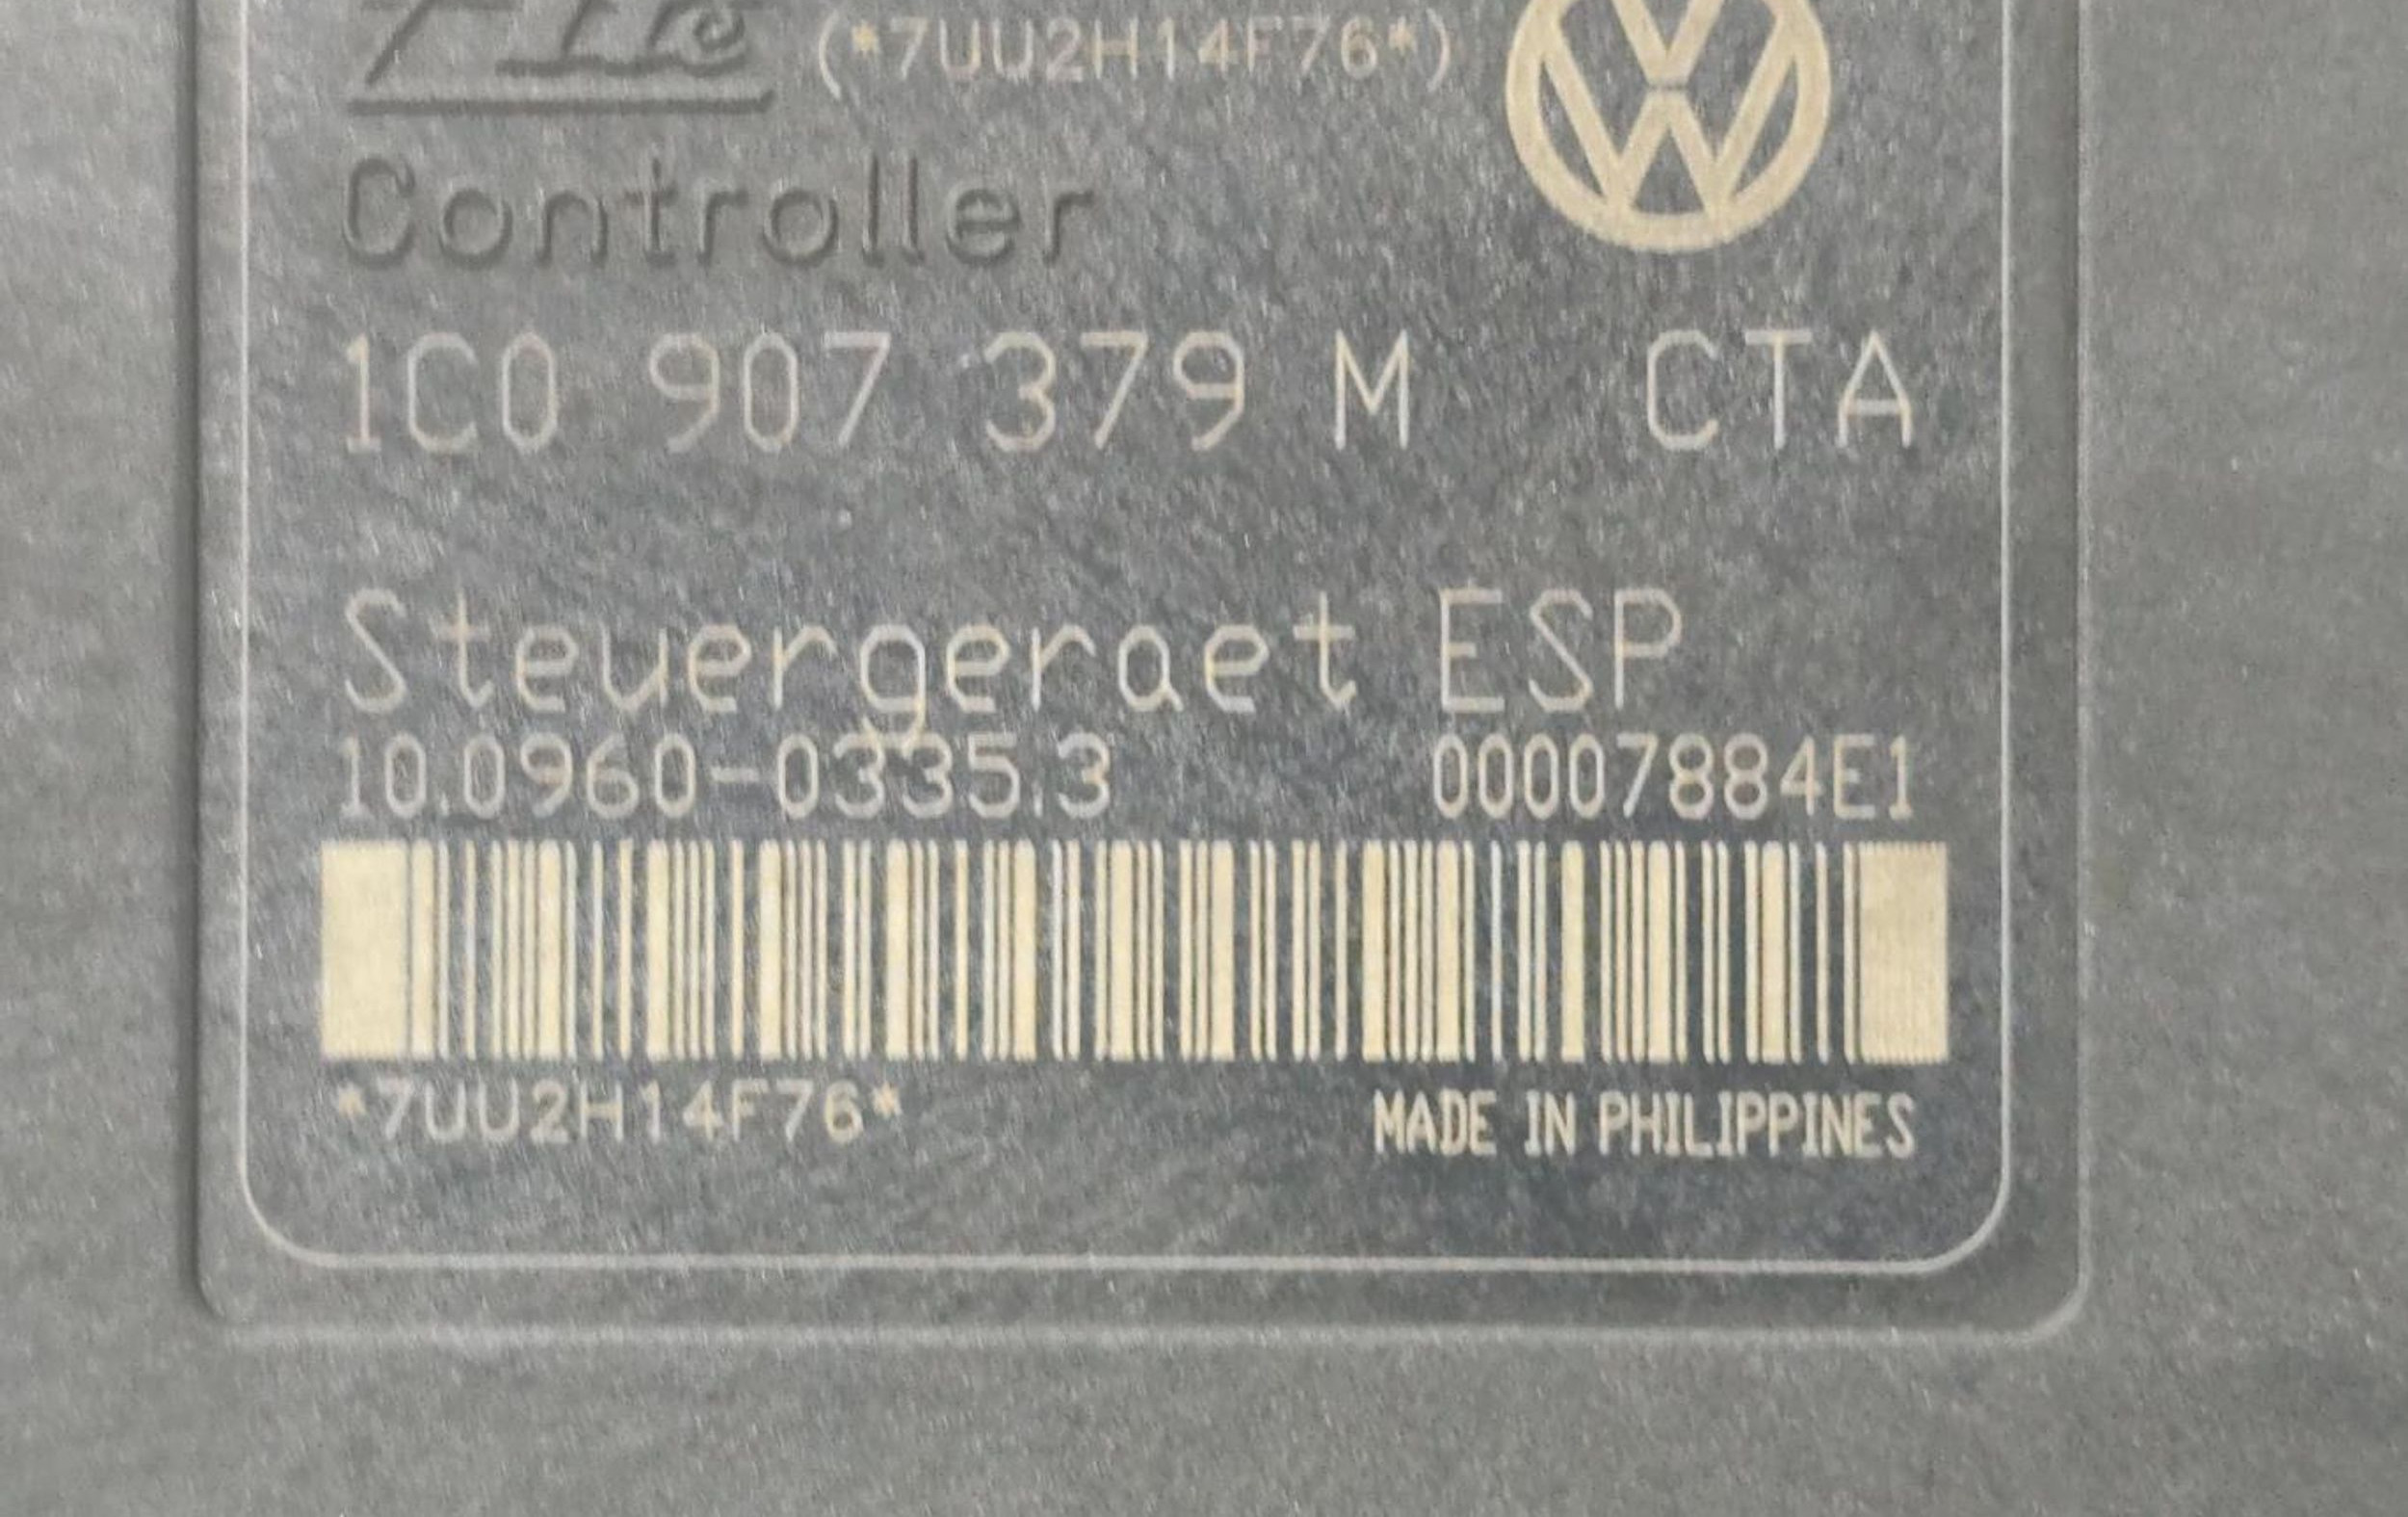 (*7UU2H14F76*)
Controller
1C0 907 379 M CTA
Steuergeraet ESP
10.0960-0335.3 00007884E1
*7UU2H14F76* MADE IN PHILIPPINES